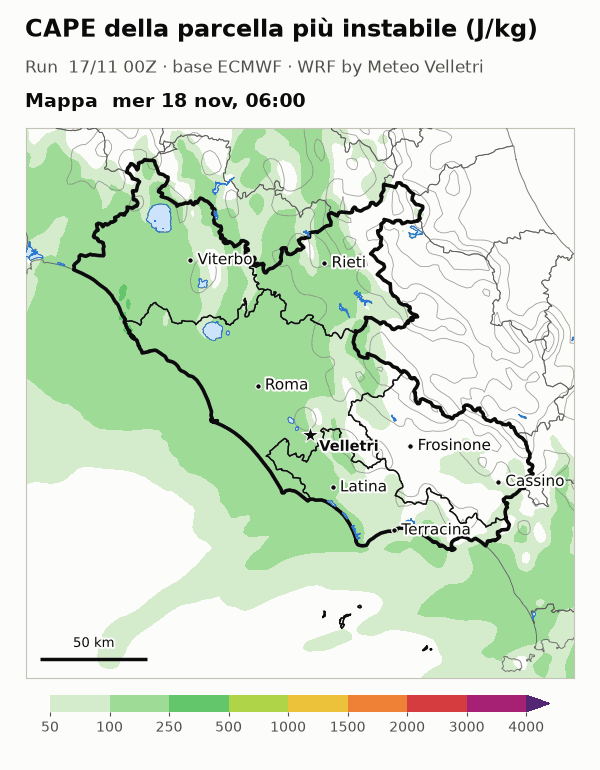 CAPE della parcella più instabile (J/kg)
Run  17/11 00Z · base ECMWF · WRF by Meteo Velletri
Mappa  mer 18 nov, 06:00
Viterbo
Rieti
Roma
Velletri
Frosinone
Cassino
Latina
Terracina
50 km
50 100 250 500 1000 1500 2000 3000 4000